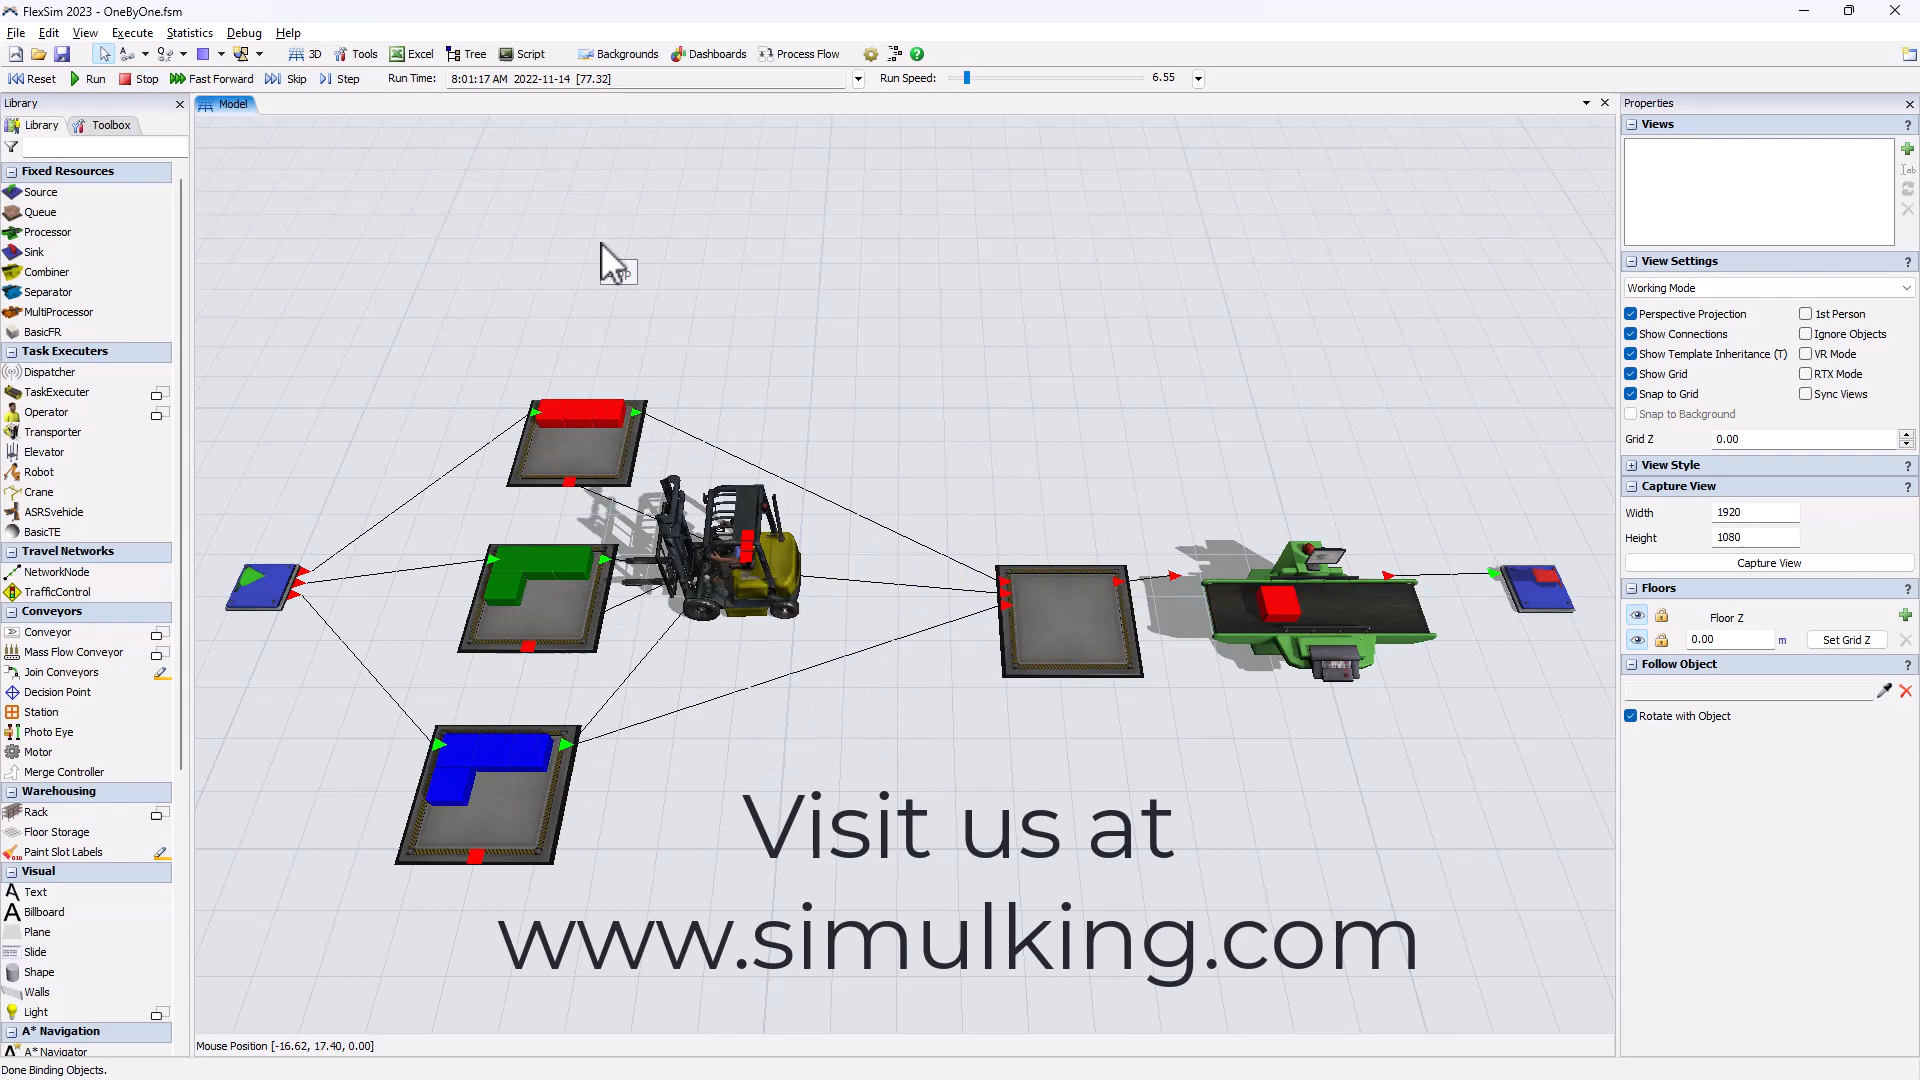 FlexSim 2023 - OneByOne.fsm
File Edit View Execute Statistics Debug Help
3D Tools Excel Tree Script Backgrounds Dashboards Process Flow
Reset Run Stop Fast Forward Skip Step Run Time: 8:01:17 AM 2022-11-14 [77.32] Run Speed: 6.55
Library
Library Toolbox
Fixed Resources
Source
Queue
Processor
Sink
Combiner
Separator
MultiProcessor
BasicFR
Task Executers
Dispatcher
TaskExecuter
Operator
Transporter
Elevator
Robot
Crane
ASRSvehicle
BasicTE
Travel Networks
NetworkNode
TrafficControl
Conveyors
Conveyor
Mass Flow Conveyor
Join Conveyors
Decision Point
Station
Photo Eye
Motor
Merge Controller
Warehousing
Rack
Floor Storage
Paint Slot Labels
Visual
Text
Billboard
Plane
Slide
Shape
Walls
Light
A* Navigation
A* Navigator
Model
Visit us at
www.simulking.com
Mouse Position [-16.62, 17.40, 0.00]
Done Binding Objects.
Properties
Views
View Settings
Working Mode
Perspective Projection 1st Person
Show Connections Ignore Objects
Show Template Inheritance (T) VR Mode
Show Grid RTX Mode
Snap to Grid Sync Views
Snap to Background
Grid Z 0.00
View Style
Capture View
Width 1920
Height 1080
Capture View
Floors
Floor Z
0.00 m Set Grid Z
Follow Object
Rotate with Object